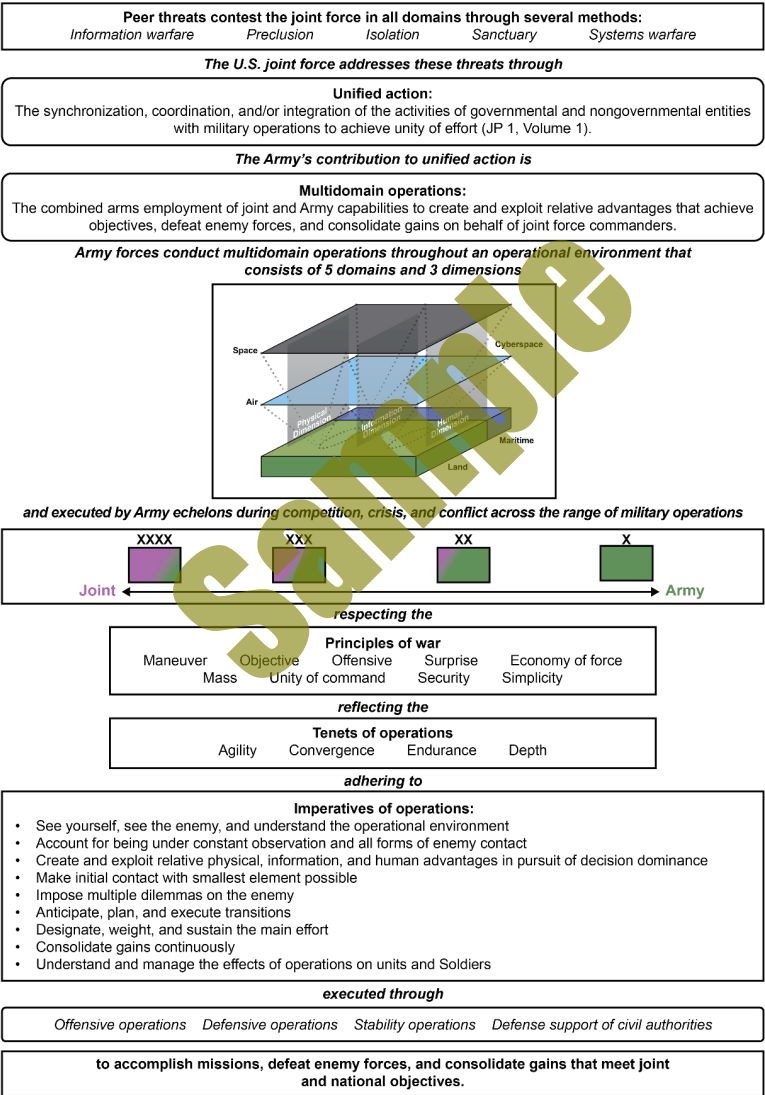 Peer threats contest the joint force in all domains through several methods:
Information warfare Preclusion Isolation Sanctuary Systems warfare
The U.S. joint force addresses these threats through
Unified action:
The synchronization, coordination, and/or integration of the activities of governmental and nongovernmental entities
with military operations to achieve unity of effort (JP 1, Volume 1).
The Army's contribution to unified action is
Multidomain operations:
The combined arms employment of joint and Army capabilities to create and exploit relative advantages that achieve
objectives, defeat enemy forces, and consolidate gains on behalf of joint force commanders.
Army forces conduct multidomain operations throughout an operational environment that
consists of 5 domains and 3 dimensions
Space
Cyberspace
Air
Physical
Dimension
Information
Dimension
Human
Dimension
Maritime
Land
and executed by Army echelons during competition, crisis, and conflict across the range of military operations
XXXX XXX XX X
Joint Army
respecting the
Principles of war
Maneuver Objective Offensive Surprise Economy of force
Mass Unity of command Security Simplicity
reflecting the
Tenets of operations
Agility Convergence Endurance Depth
adhering to
Imperatives of operations:
• See yourself, see the enemy, and understand the operational environment
• Account for being under constant observation and all forms of enemy contact
• Create and exploit relative physical, information, and human advantages in pursuit of decision dominance
• Make initial contact with smallest element possible
• Impose multiple dilemmas on the enemy
• Anticipate, plan, and execute transitions
• Designate, weight, and sustain the main effort
• Consolidate gains continuously
• Understand and manage the effects of operations on units and Soldiers
executed through
Offensive operations Defensive operations Stability operations Defense support of civil authorities
to accomplish missions, defeat enemy forces, and consolidate gains that meet joint
and national objectives.
Sample